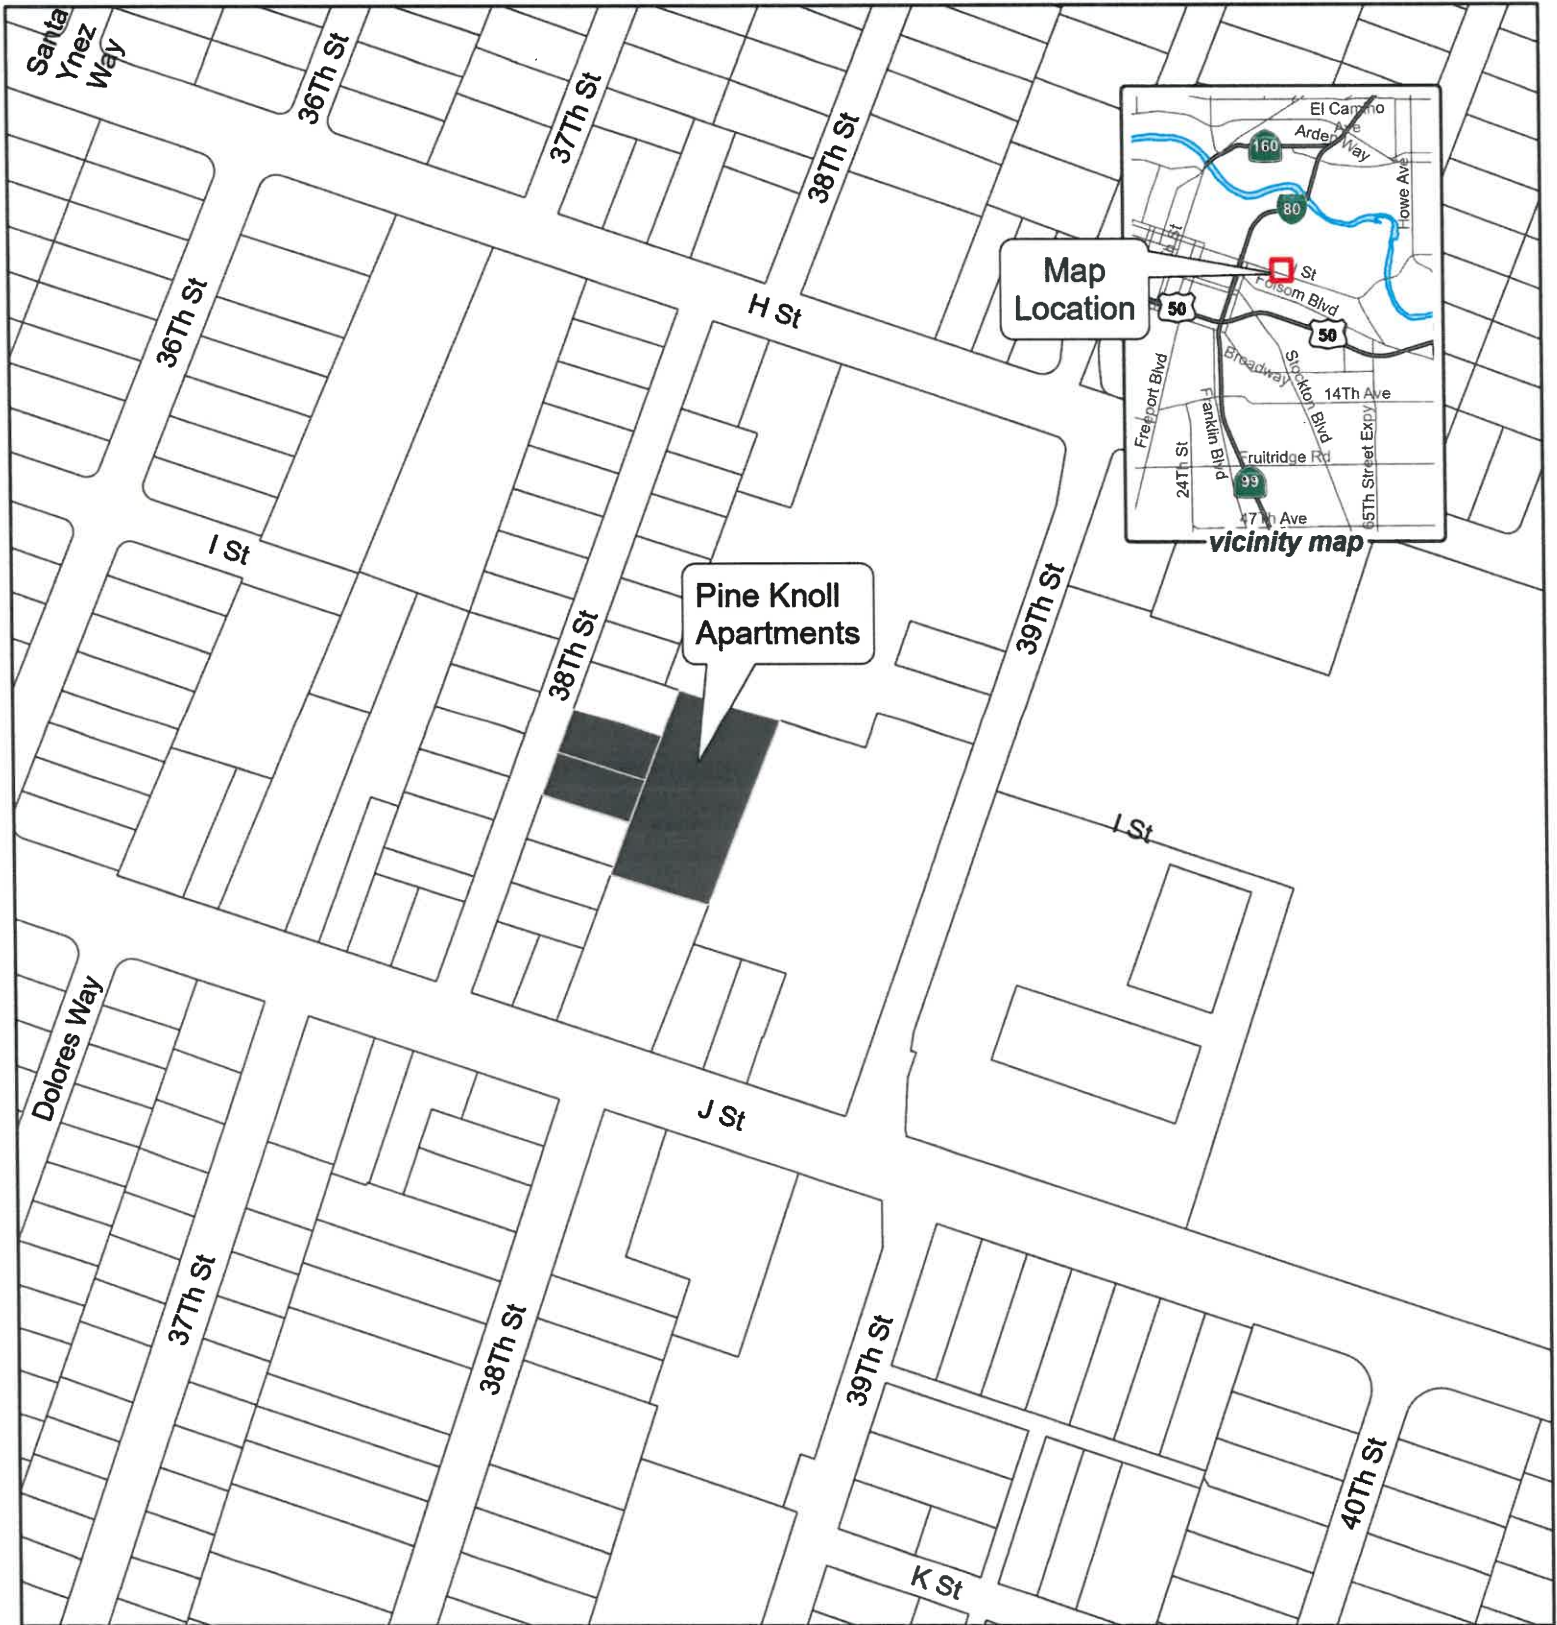 Santa
Ynez
Way
36Th St
37Th St
38Th St
36Th St
H St
I St
38Th St
39Th St
Pine Knoll
Apartments
I St
Dolores Way
J St
37Th St
38Th St
39Th St
40Th St
K St
Map
Location
El Camino
Ave
Arden Way
160
Howe Ave
80
St
Folsom Blvd
50
50
Broadway
Stockton Blvd
Freeport Blvd
Franklin Blvd
14Th Ave
24Th St
Fruitridge Rd
65Th Street Expy
99
47Th Ave
vicinity map